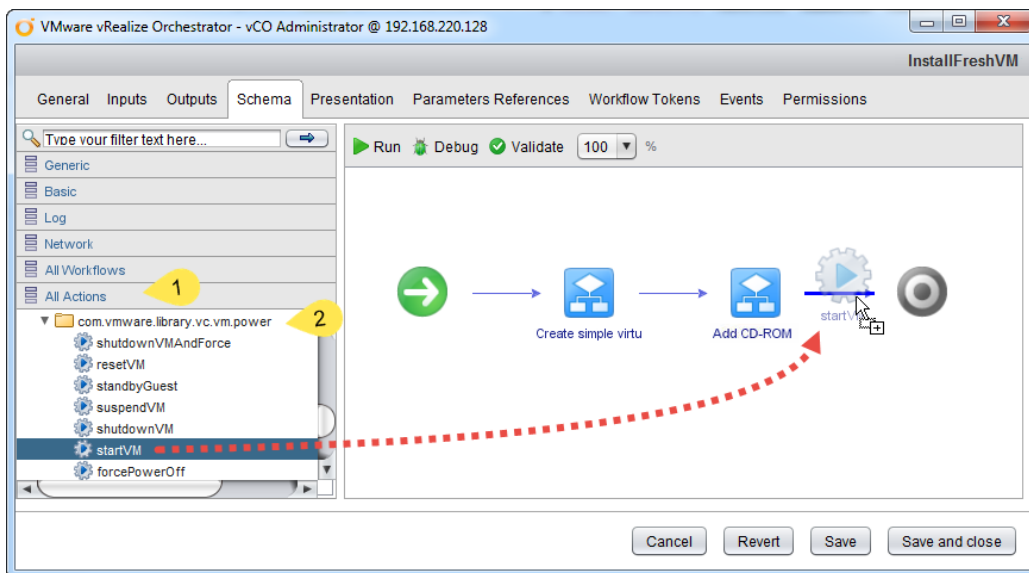 VMware vRealize Orchestrator - vCO Administrator @ 192.168.220.128
InstallFreshVM
General Inputs Outputs Schema Presentation Parameters References Workflow Tokens Events Permissions
Type your filter text here...
Run Debug Validate 100 %
Generic
Basic
Log
Network
All Workflows
All Actions 1
com.vmware.library.vc.vm.power 2
shutdownVMAndForce
resetVM
standbyGuest
suspendVM
shutdownVM
startVM
forcePowerOff
Create simple virtu Add CD-ROM startVM
Cancel Revert Save Save and close